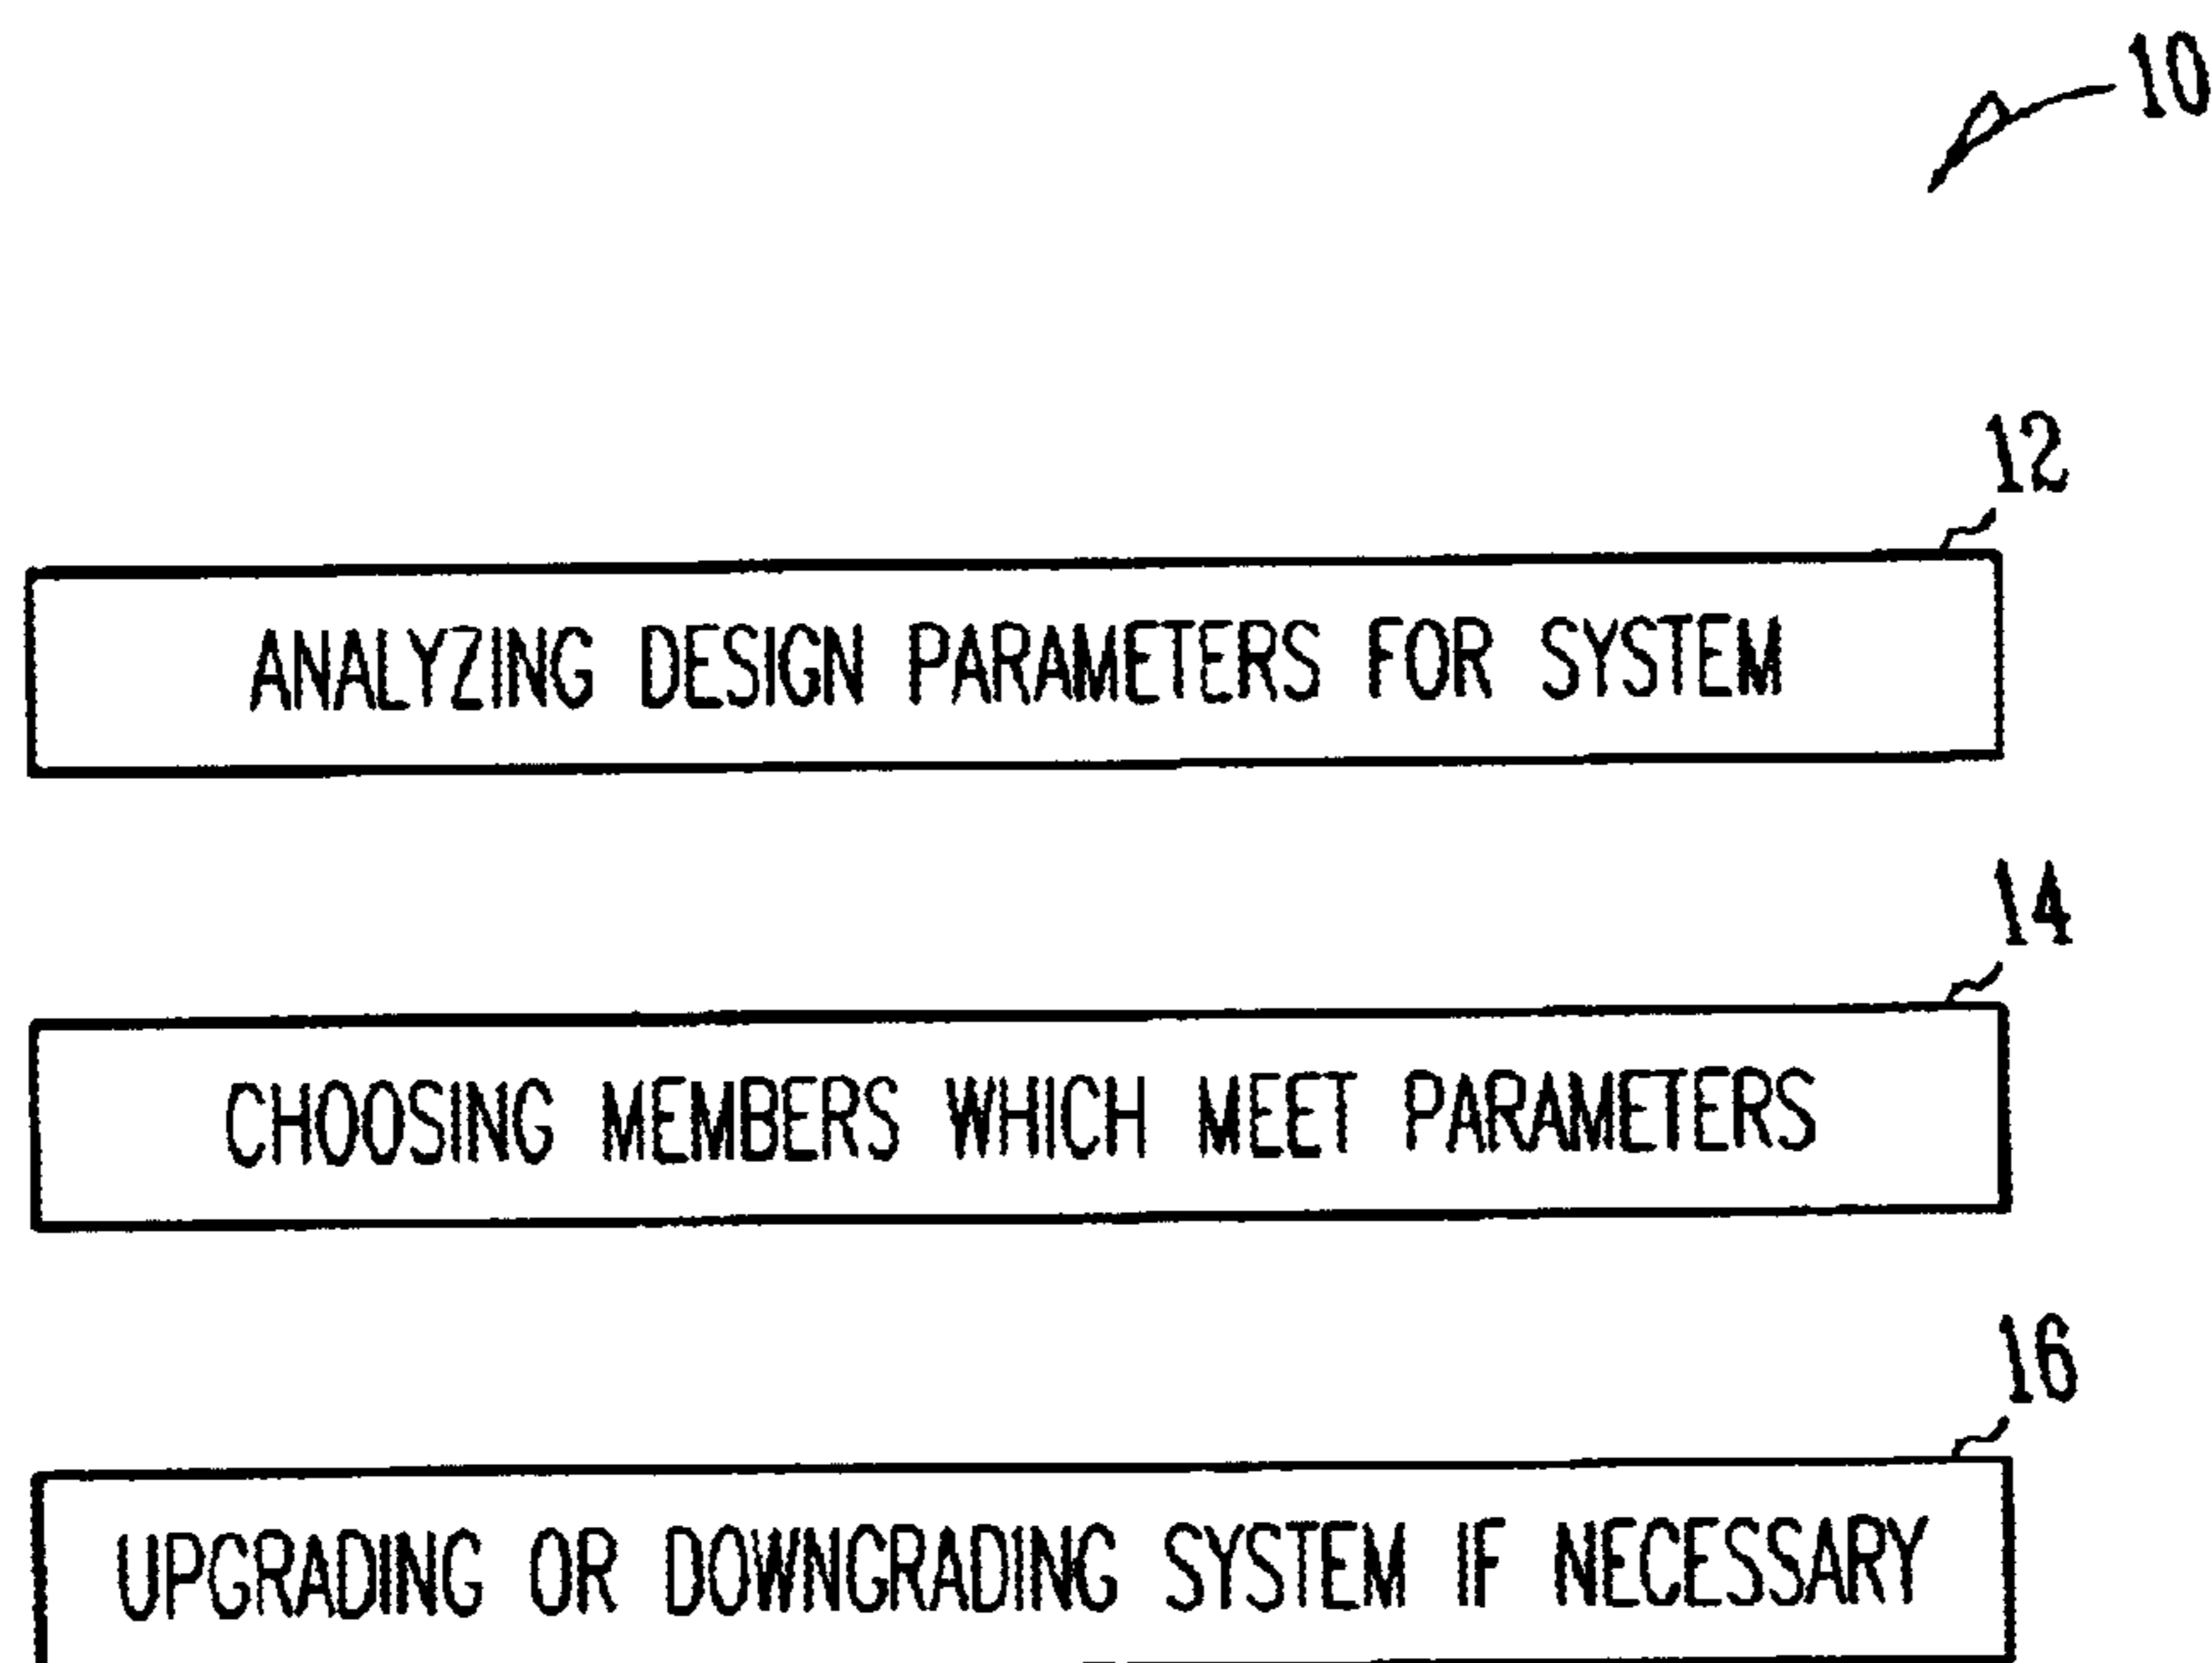 10
12
ANALYZING DESIGN PARAMETERS FOR SYSTEM
14
CHOOSING MEMBERS WHICH MEET PARAMETERS
16
UPGRADING OR DOWNGRADING SYSTEM IF NECESSARY